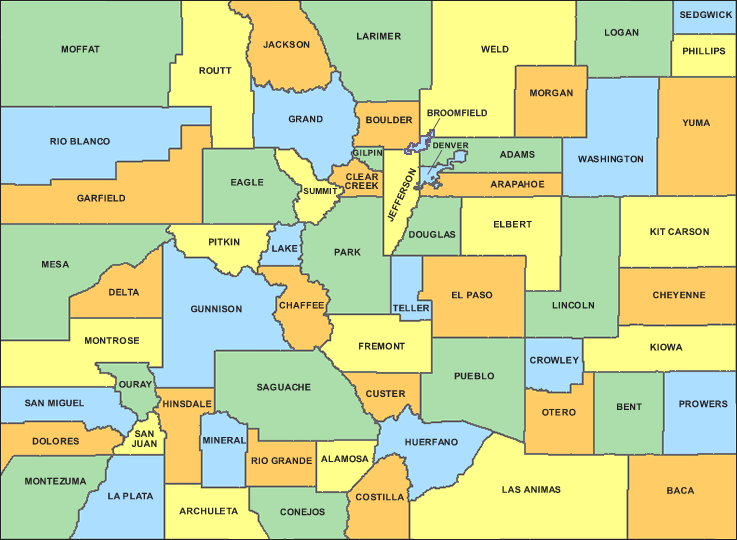 SEDGWICK
LOGAN
LARIMER
JACKSON
MOFFAT
WELD
PHILLIPS
ROUTT
MORGAN
BROOMFIELD
GRAND
BOULDER
YUMA
RIO BLANCO
DENVER
GILPIN
ADAMS
WASHINGTON
CLEAR
CREEK
EAGLE
SUMMIT
ARAPAHOE
JEFFERSON
GARFIELD
ELBERT
KIT CARSON
DOUGLAS
PITKIN
LAKE
PARK
MESA
DELTA
EL PASO
CHEYENNE
GUNNISON
CHAFFEE
TELLER
LINCOLN
MONTROSE
FREMONT
CROWLEY
KIOWA
PUEBLO
OURAY
SAGUACHE
CUSTER
SAN MIGUEL
HINSDALE
OTERO
BENT
PROWERS
DOLORES
SAN
JUAN
MINERAL
HUERFANO
RIO GRANDE
ALAMOSA
MONTEZUMA
LA PLATA
COSTILLA
LAS ANIMAS
BACA
ARCHULETA
CONEJOS